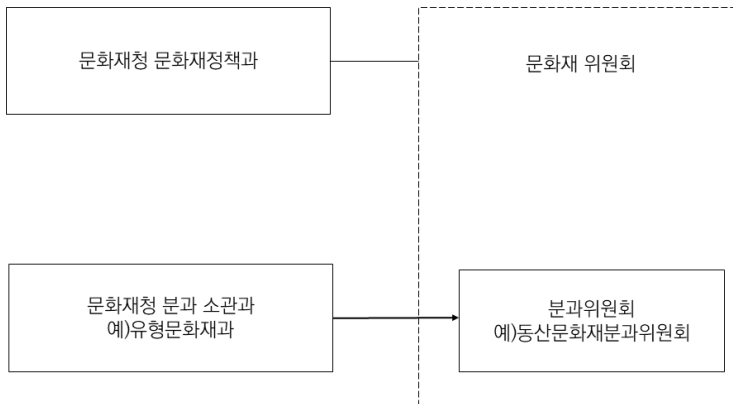 문화재청 문화재정책과
문화재 위원회
문화재청 분과 소관과
예)유형문화재과
분과위원회
예)동산문화재분과위원회